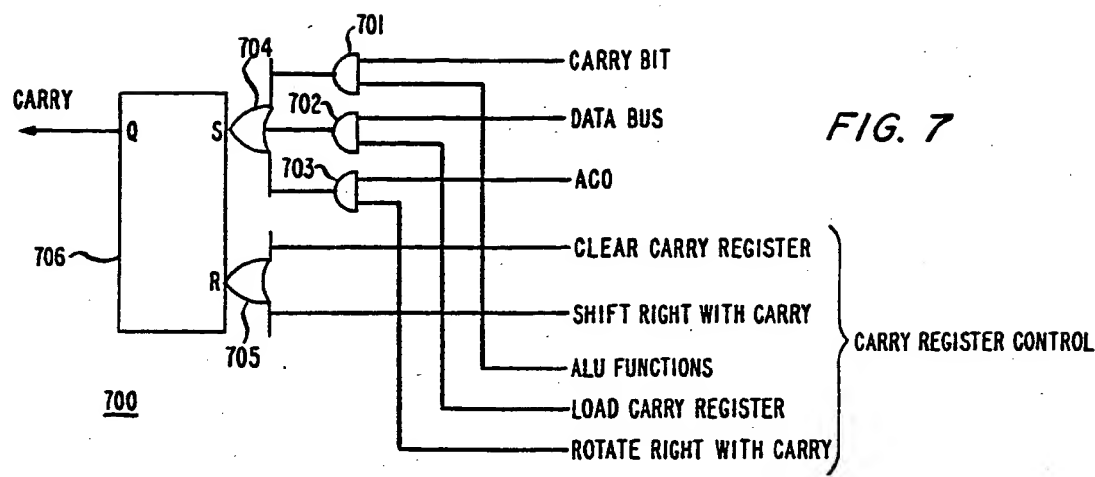 701
704
CARRY BIT
CARRY
702
DATA BUS
FIG. 7
Q
S
703
AC0
CLEAR CARRY REGISTER
706
R
SHIFT RIGHT WITH CARRY
705
CARRY REGISTER CONTROL
ALU FUNCTIONS
700
LOAD CARRY REGISTER
ROTATE RIGHT WITH CARRY